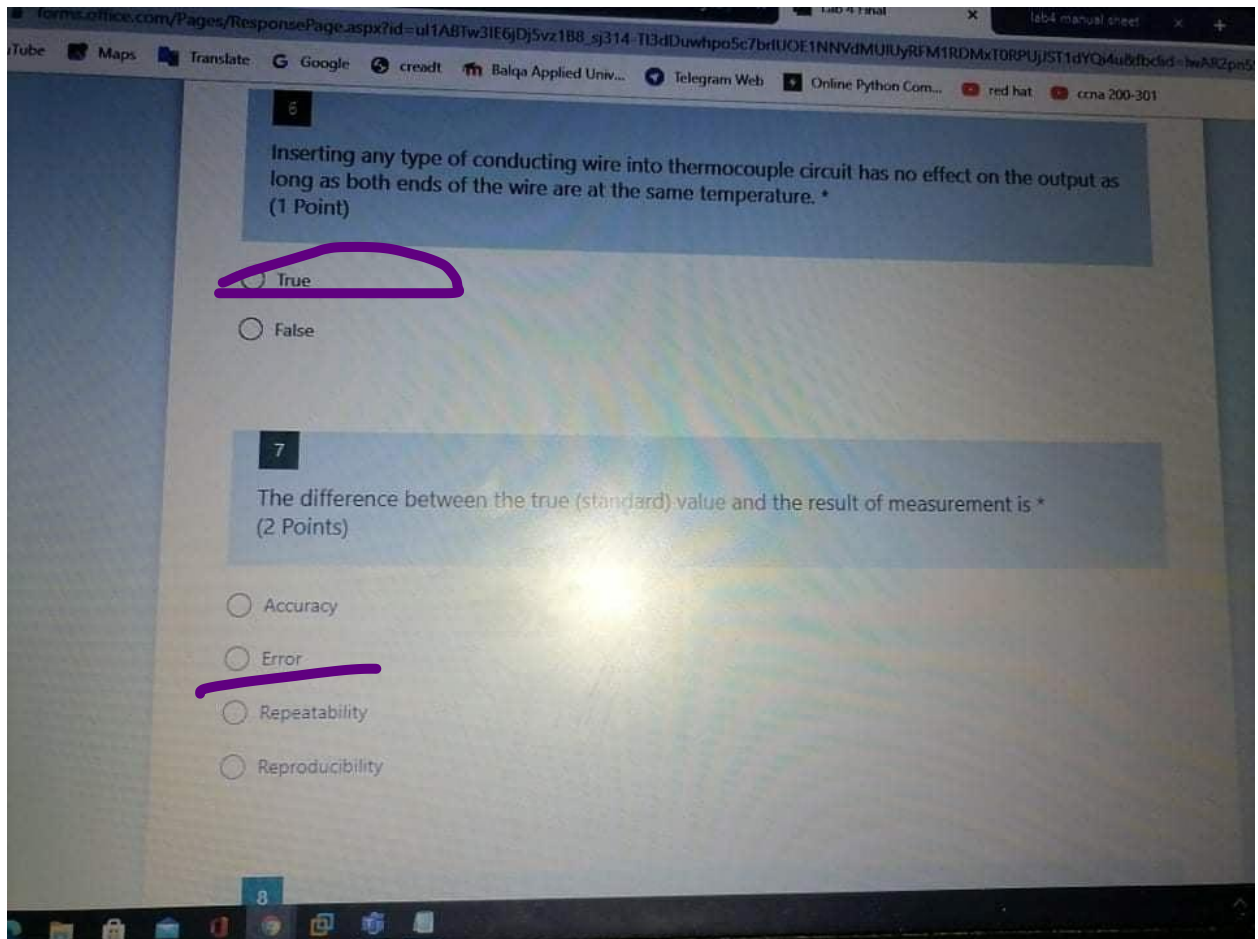 forms.office.com/Pages/ResponsePage.aspx?id=
Lab 4 Final
lab4 manual sheet
Tube Maps Translate Google creadt Balqa Applied Univ... Telegram Web Online Python Com... red hat ccna 200-301
6
Inserting any type of conducting wire into thermocouple circuit has no effect on the output as
long as both ends of the wire are at the same temperature. *
(1 Point)
True
False
7
The difference between the true (standard) value and the result of measurement is *
(2 Points)
Accuracy
Error
Repeatability
Reproducibility
8